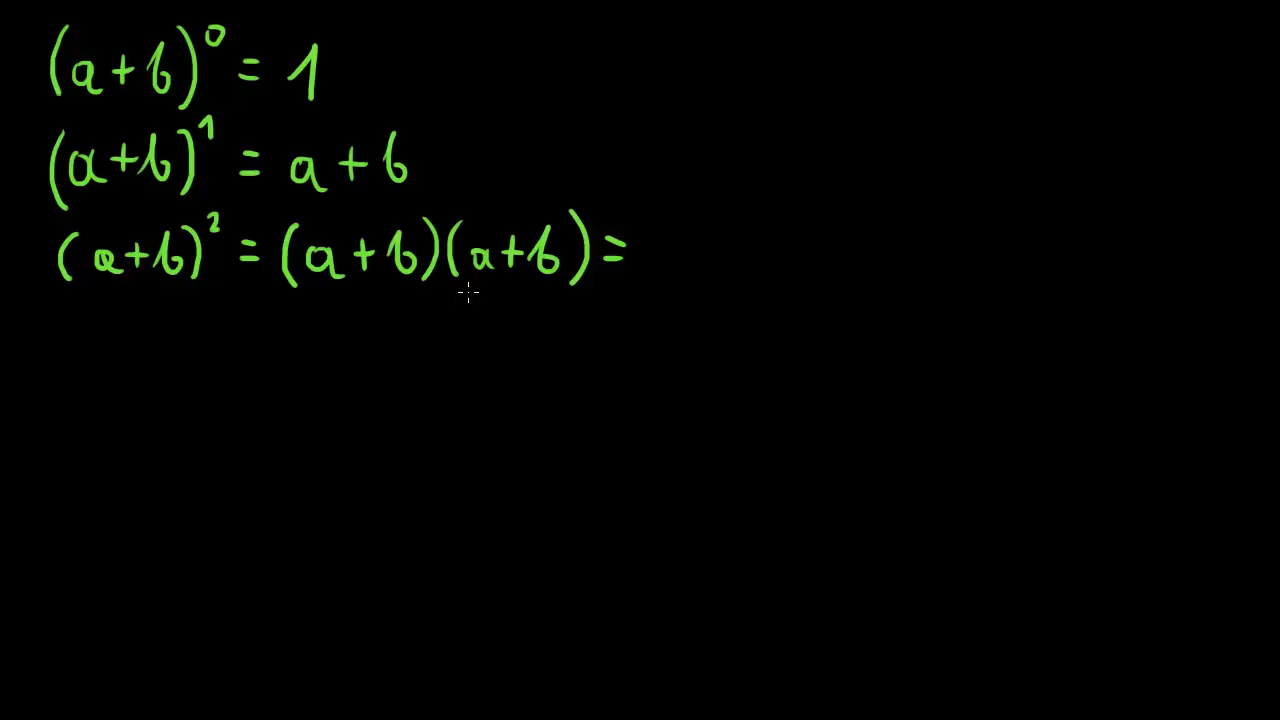 (a+b)⁰ = 1
(a+b)¹ = a+b
(a+b)² = (a+b)(a+b) =